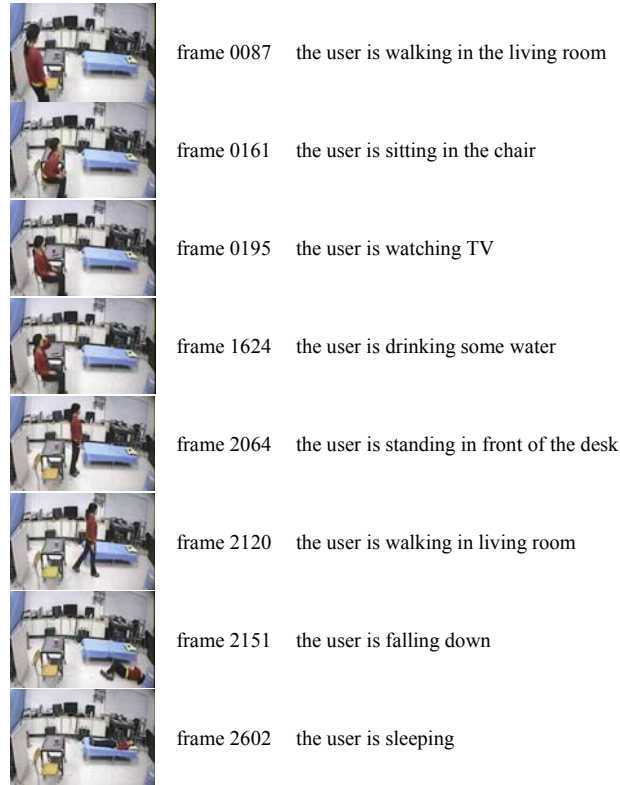 frame 0087 the user is walking in the living room
frame 0161 the user is sitting in the chair
frame 0195 the user is watching TV
frame 1624 the user is drinking some water
frame 2064 the user is standing in front of the desk
frame 2120 the user is walking in living room
frame 2151 the user is falling down
frame 2602 the user is sleeping